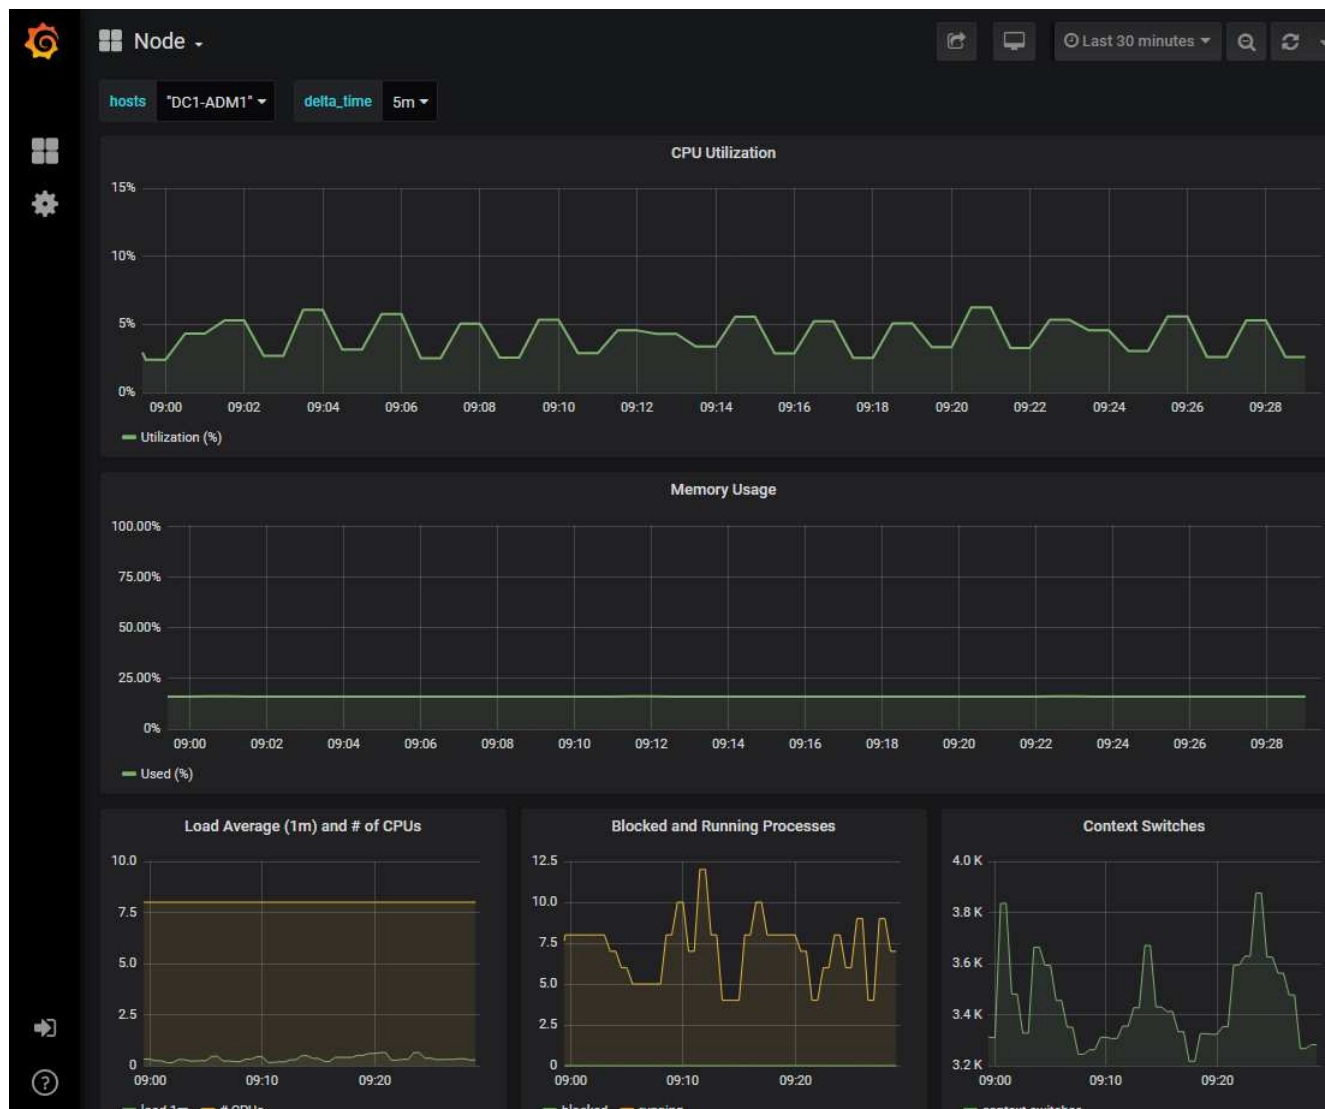 Node
Last 30 minutes
hosts "DC1-ADM1" delta_time 5m
CPU Utilization
15%
10%
5%
0%
09:00 09:02 09:04 09:06 09:08 09:10 09:12 09:14 09:16 09:18 09:20 09:22 09:24 09:26 09:28
Utilization (%)
Memory Usage
100.00%
75.00%
50.00%
25.00%
0%
09:00 09:02 09:04 09:06 09:08 09:10 09:12 09:14 09:16 09:18 09:20 09:22 09:24 09:26 09:28
Used (%)
Load Average (1m) and # of CPUs
10.0
7.5
5.0
2.5
0
09:00 09:10 09:20
load 1m # CPUs
Blocked and Running Processes
12.5
10.0
7.5
5.0
2.5
0
09:00 09:10 09:20
blocked running
Context Switches
4.0 K
3.8 K
3.6 K
3.4 K
3.2 K
09:00 09:10 09:20
context switches